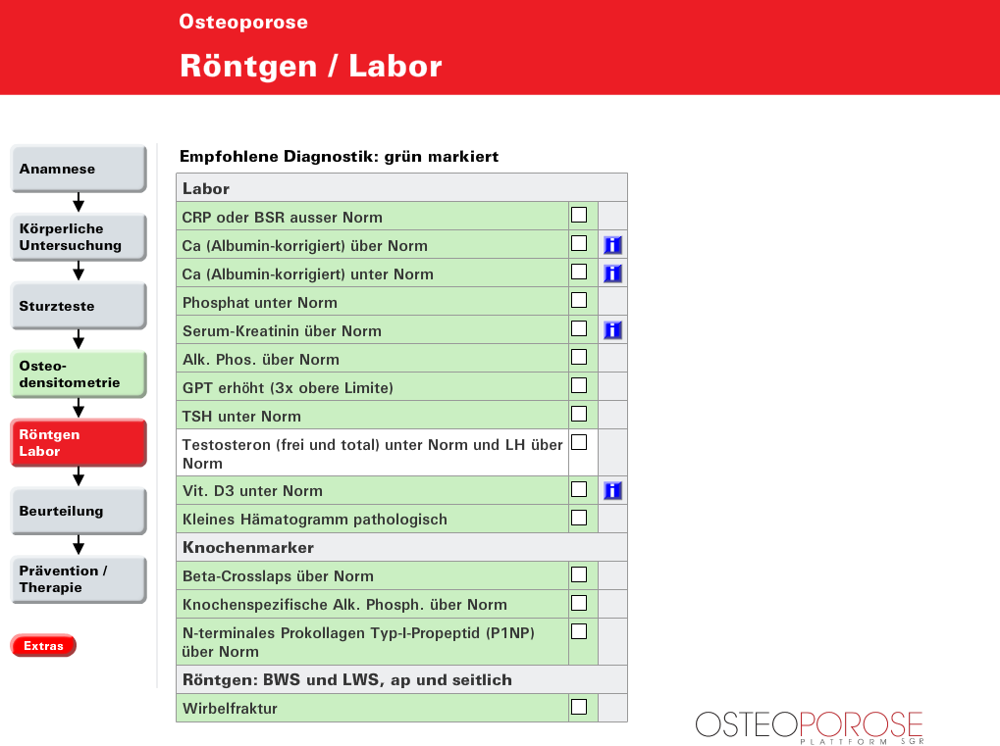 Osteoporose
Röntgen / Labor
Anamnese
Körperliche
Untersuchung
Sturzteste
Osteo-
densitometrie
Röntgen
Labor
Beurteilung
Prävention /
Therapie
Extras
Empfohlene Diagnostik: grün markiert
Labor
CRP oder BSR ausser Norm
Ca (Albumin-korrigiert) über Norm
i
Ca (Albumin-korrigiert) unter Norm
i
Phosphat unter Norm
Serum-Kreatinin über Norm
i
Alk. Phos. über Norm
GPT erhöht (3x obere Limite)
TSH unter Norm
Testosteron (frei und total) unter Norm und LH über
Norm
Vit. D3 unter Norm
i
Kleines Hämatogramm pathologisch
Knochenmarker
Beta-Crosslaps über Norm
Knochenspezifische Alk. Phosph. über Norm
N-terminales Prokollagen Typ-I-Propeptid (P1NP)
über Norm
Röntgen: BWS und LWS, ap und seitlich
Wirbelfraktur
OSTEOPOROSE
PLATTFORM SGR